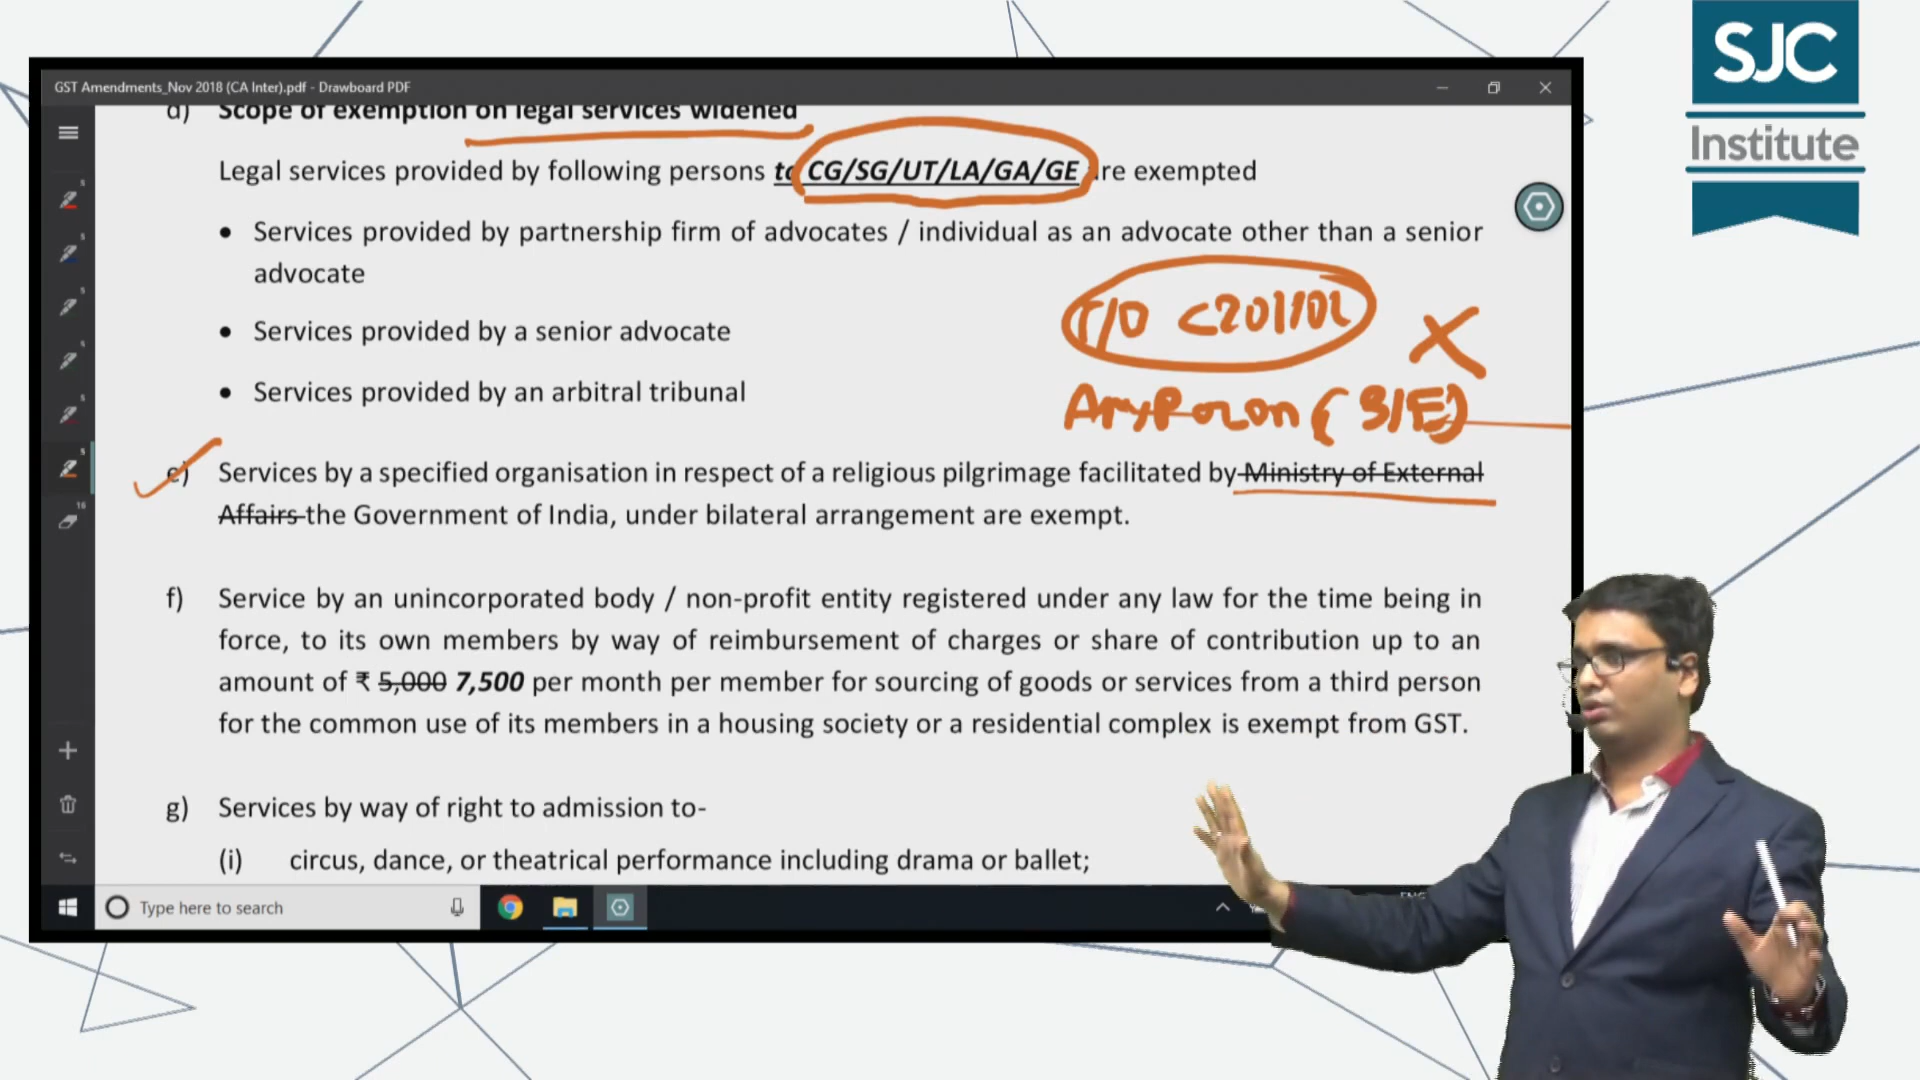 SJC
Institute
GST Amendments_Nov 2018 (CA Inter).pdf - Drawboard PDF
d) Scope of exemption on legal services widened
Legal services provided by following persons to CG/SG/UT/LA/GA/GE are exempted
• Services provided by partnership firm of advocates / individual as an advocate other than a senior
advocate
T/O <20/10L X
• Services provided by a senior advocate
• Services provided by an arbitral tribunal
Any Person (B/E)
e) Services by a specified organisation in respect of a religious pilgrimage facilitated by Ministry of External
Affairs the Government of India, under bilateral arrangement are exempt.
f) Service by an unincorporated body / non-profit entity registered under any law for the time being in
force, to its own members by way of reimbursement of charges or share of contribution up to an
amount of ₹ 5,000 7,500 per month per member for sourcing of goods or services from a third person
for the common use of its members in a housing society or a residential complex is exempt from GST.
g) Services by way of right to admission to-
(i) circus, dance, or theatrical performance including drama or ballet;
Type here to search